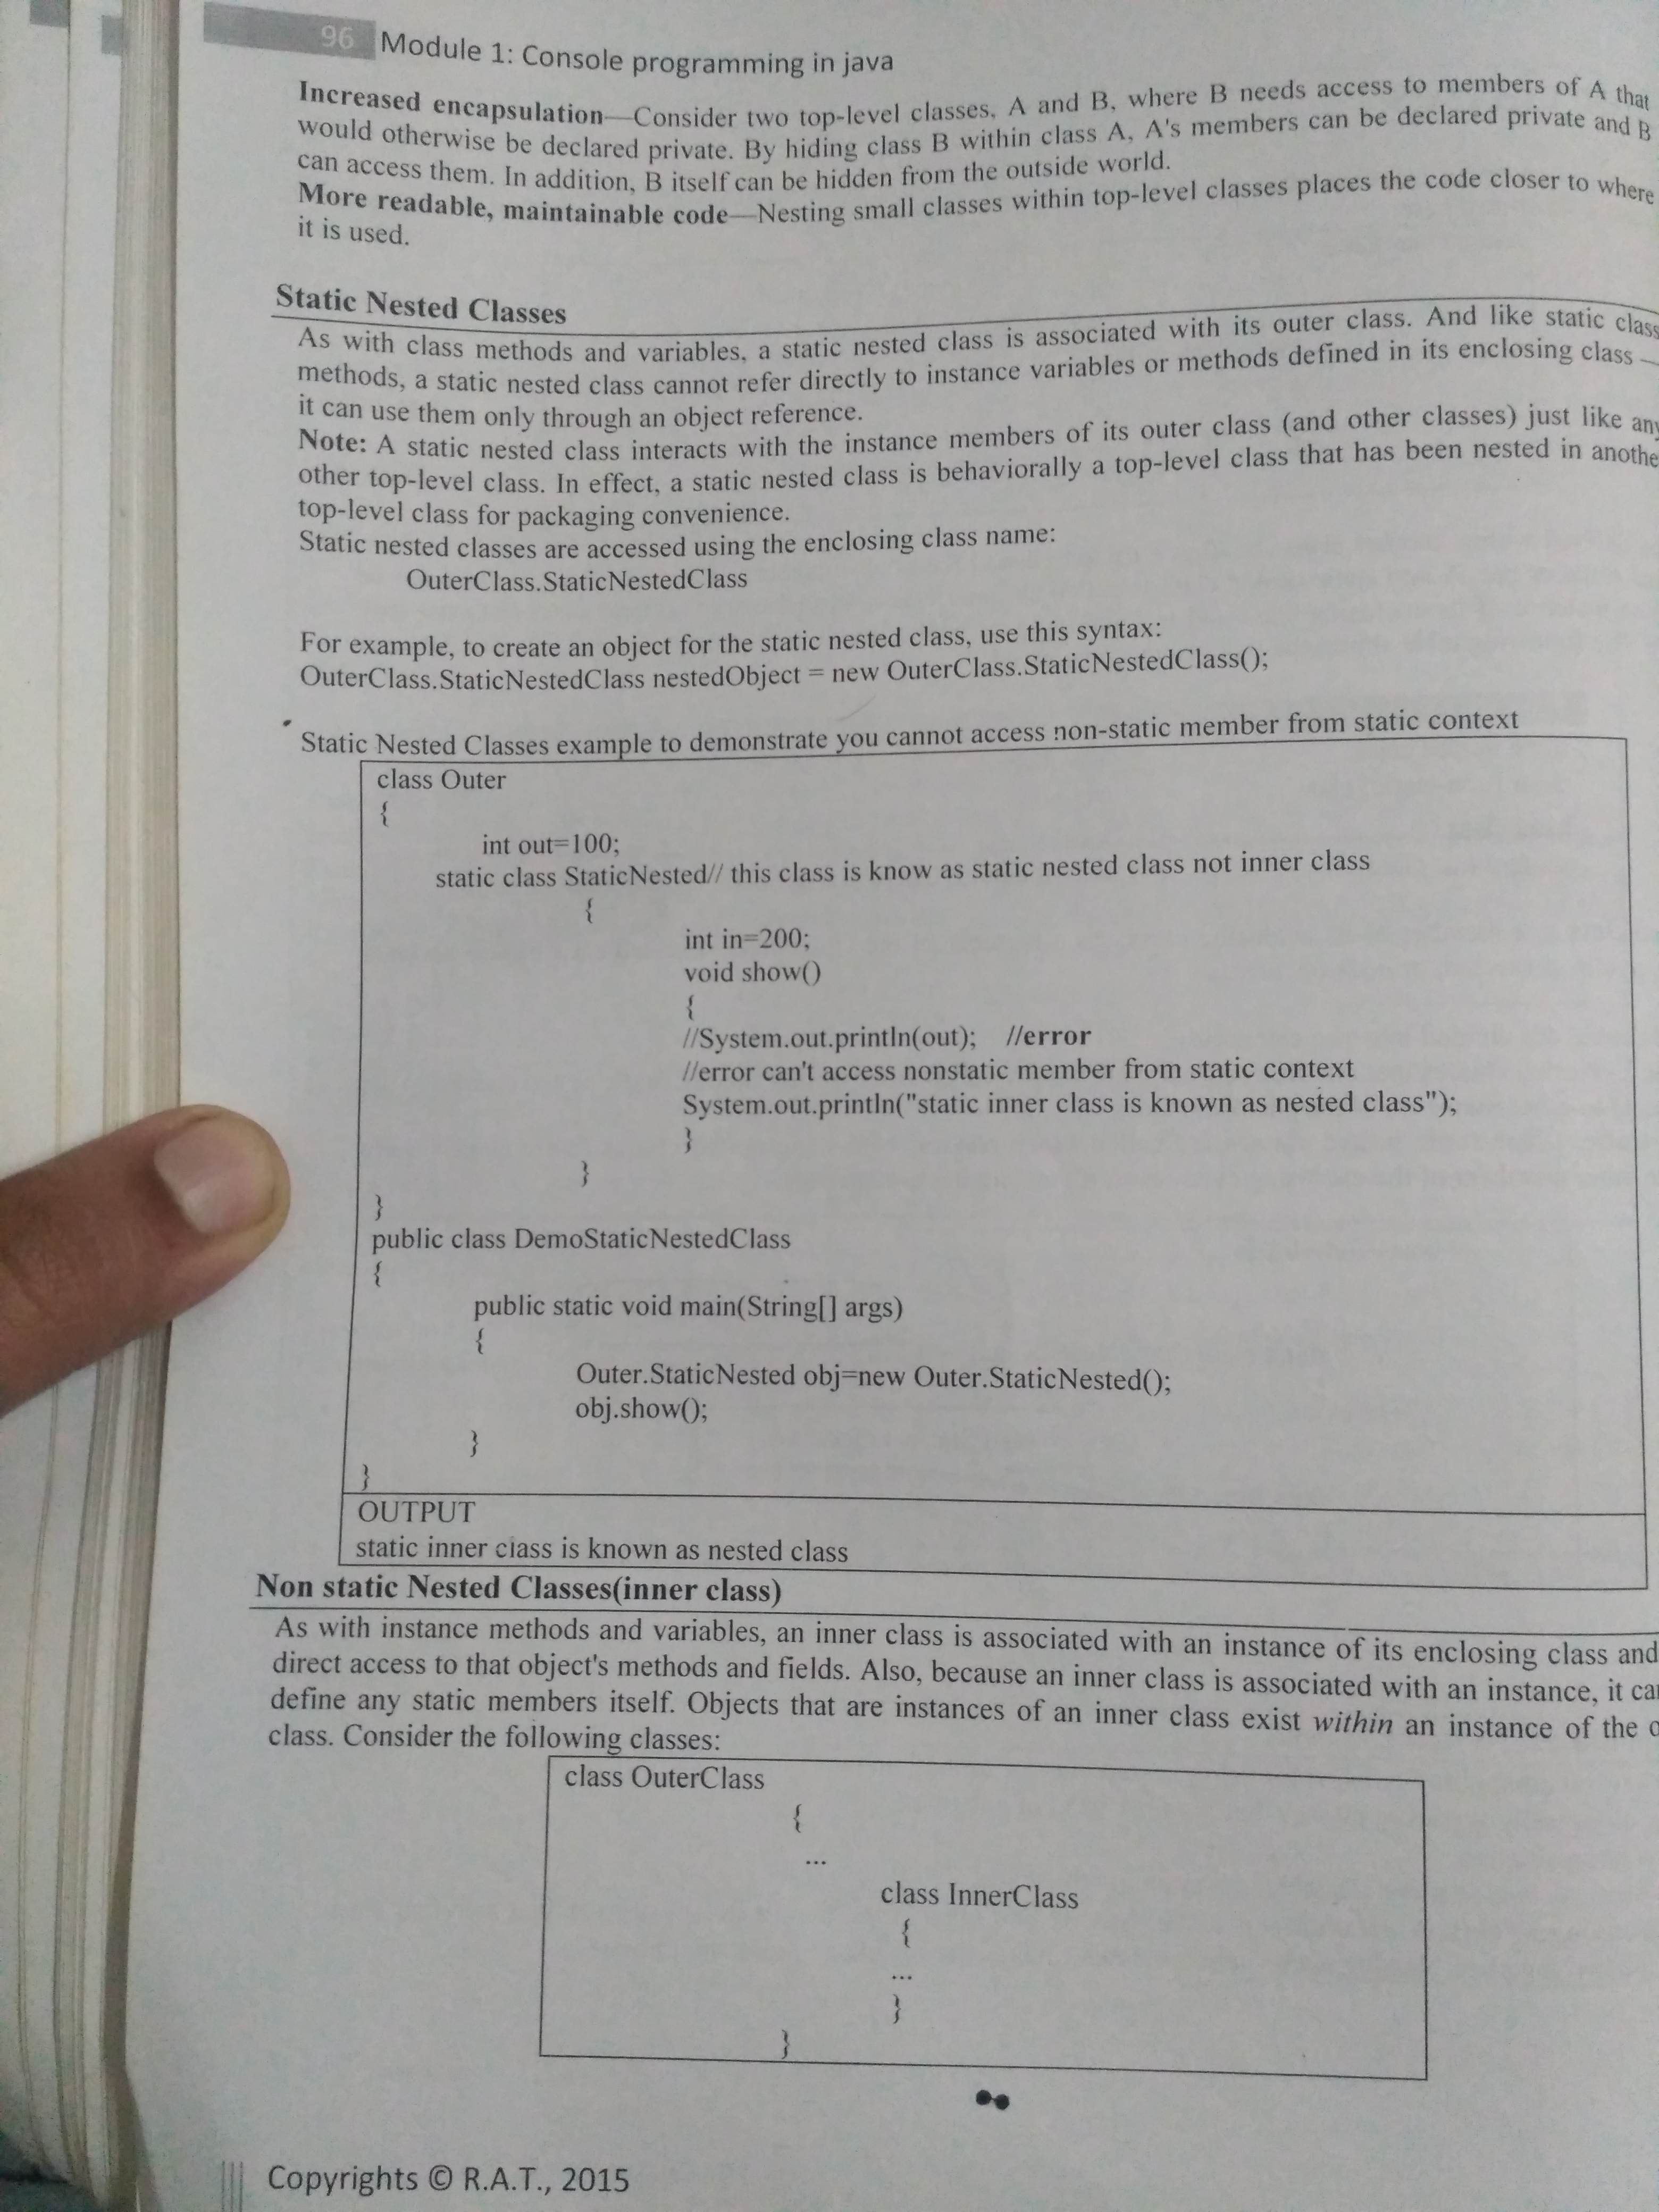 96 Module 1: Console programming in java
Increased encapsulation—Consider two top-level classes, A and B, where B needs access to members of A that
would otherwise be declared private. By hiding class B within class A, A's members can be declared private and B
can access them. In addition, B itself can be hidden from the outside world.
More readable, maintainable code—Nesting small classes within top-level classes places the code closer to where
it is used.
Static Nested Classes
As with class methods and variables, a static nested class is associated with its outer class. And like static class
methods, a static nested class cannot refer directly to instance variables or methods defined in its enclosing class —
it can use them only through an object reference.
Note: A static nested class interacts with the instance members of its outer class (and other classes) just like any
other top-level class. In effect, a static nested class is behaviorally a top-level class that has been nested in anothe
top-level class for packaging convenience.
Static nested classes are accessed using the enclosing class name:
OuterClass.StaticNestedClass
For example, to create an object for the static nested class, use this syntax:
OuterClass.StaticNestedClass nestedObject = new OuterClass.StaticNestedClass();
Static Nested Classes example to demonstrate you cannot access non-static member from static context
class Outer
{
int out=100;
static class StaticNested// this class is know as static nested class not inner class
{
int in=200;
void show()
{
//System.out.println(out); //error
//error can't access nonstatic member from static context
System.out.println("static inner class is known as nested class");
}
}
}
public class DemoStaticNestedClass
{
public static void main(String[] args)
{
Outer.StaticNested obj=new Outer.StaticNested();
obj.show();
}
}
OUTPUT
static inner class is known as nested class
Non static Nested Classes(inner class)
As with instance methods and variables, an inner class is associated with an instance of its enclosing class and
direct access to that object's methods and fields. Also, because an inner class is associated with an instance, it
define any static members itself. Objects that are instances of an inner class exist within an instance of the
class. Consider the following classes:
class OuterClass
{
...
class InnerClass
{
...
}
}
Copyrights © R.A.T., 2015